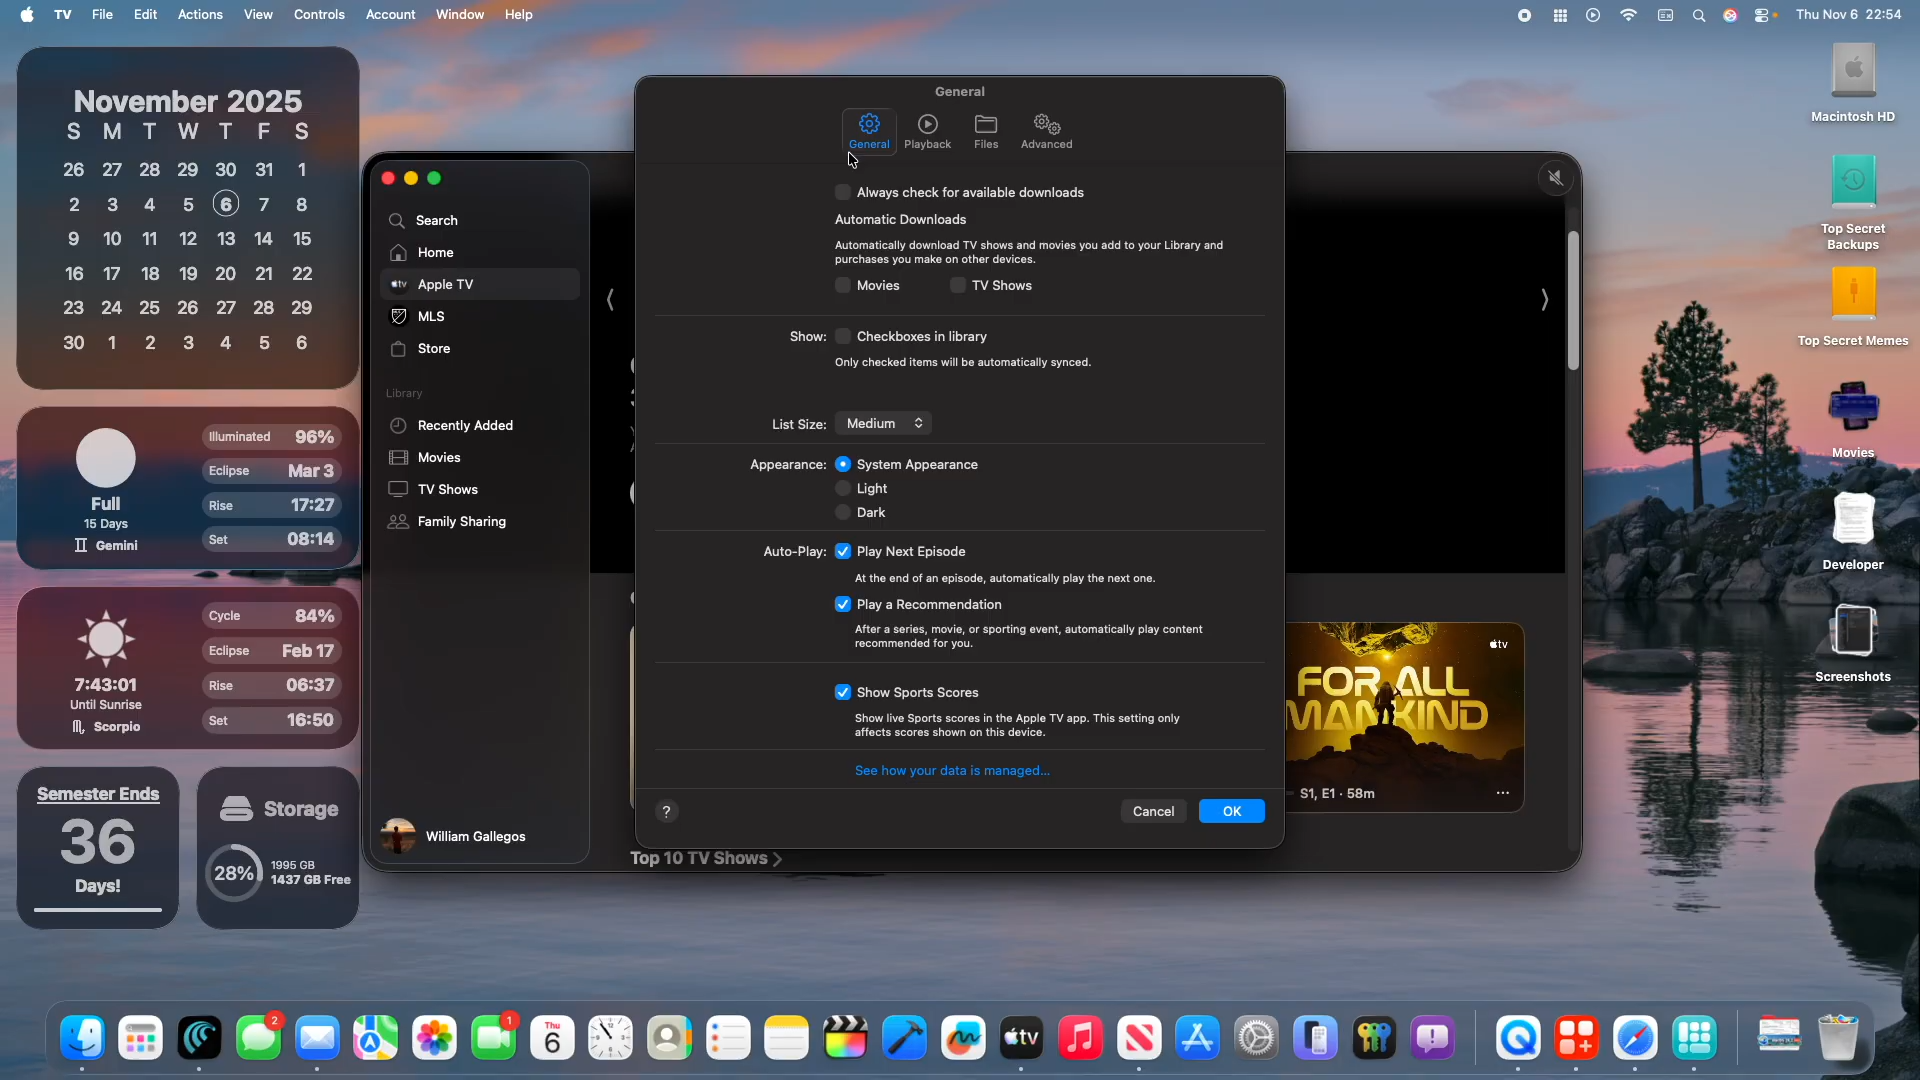 TV File Edit Actions View Controls Account Window Help
Thu Nov 6 22:54
November 2025
S M T W T F S
26 27 28 29 30 31 1
2 3 4 5 6 7 8
9 10 11 12 13 14 15
16 17 18 19 20 21 22
23 24 25 26 27 28 29
30 1 2 3 4 5 6
Full
15 Days
Gemini
Illuminated 96%
Eclipse Mar 3
Rise 17:27
Set 08:14
7:43:01
Until Sunrise
Scorpio
Cycle 84%
Eclipse Feb 17
Rise 06:37
Set 16:50
Semester Ends
36
Days!
Storage
28%
1995 GB
1437 GB Free
Search
Home
tv Apple TV
MLS
Store
Library
Recently Added
Movies
TV Shows
Family Sharing
William Gallegos
General
General Playback Files Advanced
Always check for available downloads
Automatic Downloads
Automatically download TV shows and movies you add to your Library and
purchases you make on other devices.
Movies TV Shows
Show: Checkboxes in library
Only checked items will be automatically synced.
List Size: Medium
Appearance: System Appearance
Light
Dark
Auto-Play: Play Next Episode
At the end of an episode, automatically play the next one.
Play a Recommendation
After a series, movie, or sporting event, automatically play content
recommended for you.
Show Sports Scores
Show live Sports scores in the Apple TV app. This setting only
affects scores shown on this device.
See how your data is managed...
? Cancel OK
Top 10 TV Shows
tv
FOR ALL
MANKIND
S1, E1 · 58m
Macintosh HD
Top Secret
Backups
Top Secret Memes
Movies
Developer
Screenshots
2
1
Thu
6
tv